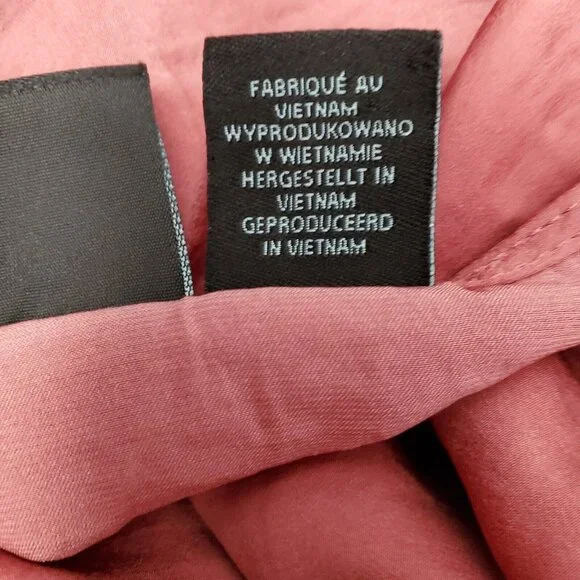 FABRIQUÉ AU
VIETNAM
WYPRODUKOWANO
W WIETNAMIE
HERGESTELLT IN
VIETNAM
GEPRODUCEERD
IN VIETNAM